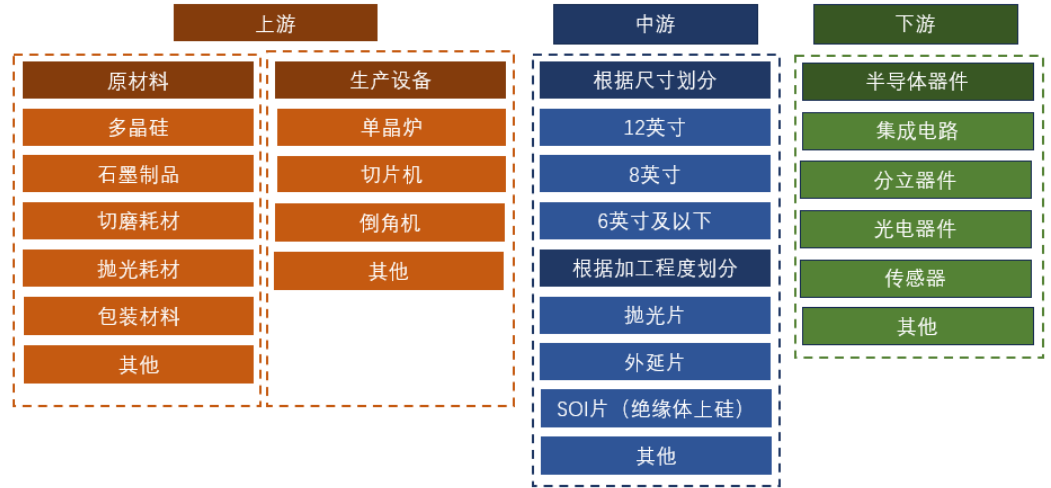 上游
原材料
多晶硅
石墨制品
切磨耗材
抛光耗材
包装材料
其他
生产设备
单晶炉
切片机
倒角机
其他
中游
根据尺寸划分
12英寸
8英寸
6英寸及以下
根据加工程度划分
抛光片
外延片
SOI片（绝缘体上硅）
其他
下游
半导体器件
集成电路
分立器件
光电器件
传感器
其他